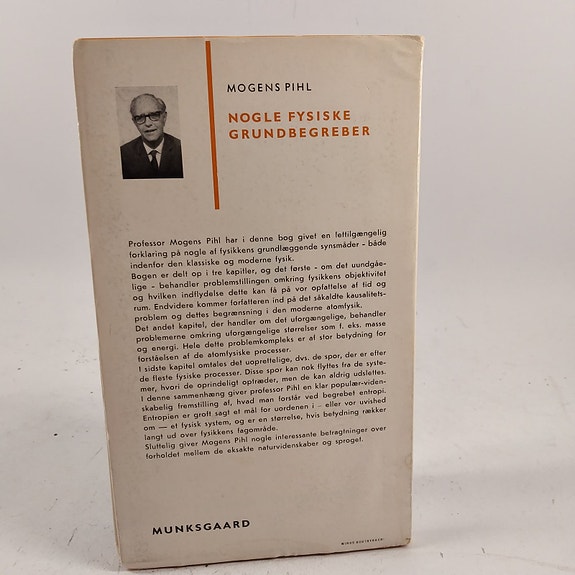 MOGENS PIHL
NOGLE FYSISKE
GRUNDBEGREBER
Professor Mogens Pihl har i denne bog givet en lettilgængelig
forklaring på nogle af fysikkens grundlæggende synsmåder - både
indenfor den klassiske og moderne fysik.
Bogen er delt op i tre kapitler, og det første - om det uundgåe-
lige - behandler problemstillingen omkring fysikkens objektivitet
og hvilken indflydelse dette kan få på vor opfattelse af tid og
rum. Endvidere kommer forfatteren ind på det såkaldte kausalitets-
problem og dettes begrænsning i den moderne atomfysik.
Det andet kapitel, der handler om det uforgængelige, behandler
problemerne omkring uforgængelige størrelser som f. eks. masse
og energi. Hele dette problemkompleks er af stor betydning for
forståelsen af de atomfysiske processer.
I sidste kapitel omtales det uoprettelige, dvs. de spor, der er efter
de fleste fysiske processer. Disse spor kan nok flyttes fra de syste-
mer, hvori de oprindeligt optræder, men de kan aldrig udslettes.
I denne sammenhæng giver professor Pihl en klar populær-viden-
skabelig fremstilling af, hvad man forstår ved begrebet entropi.
Entropien er groft sagt et mål for uordenen i - eller vor uvished
om — et fysisk system, og er en størrelse, hvis betydning rækker
langt ud over fysikkens fagområde.
Sluttelig giver Mogens Pihl nogle interessante betragtninger over
forholdet mellem de eksakte naturvidenskaber og sproget.
MUNKSGAARD